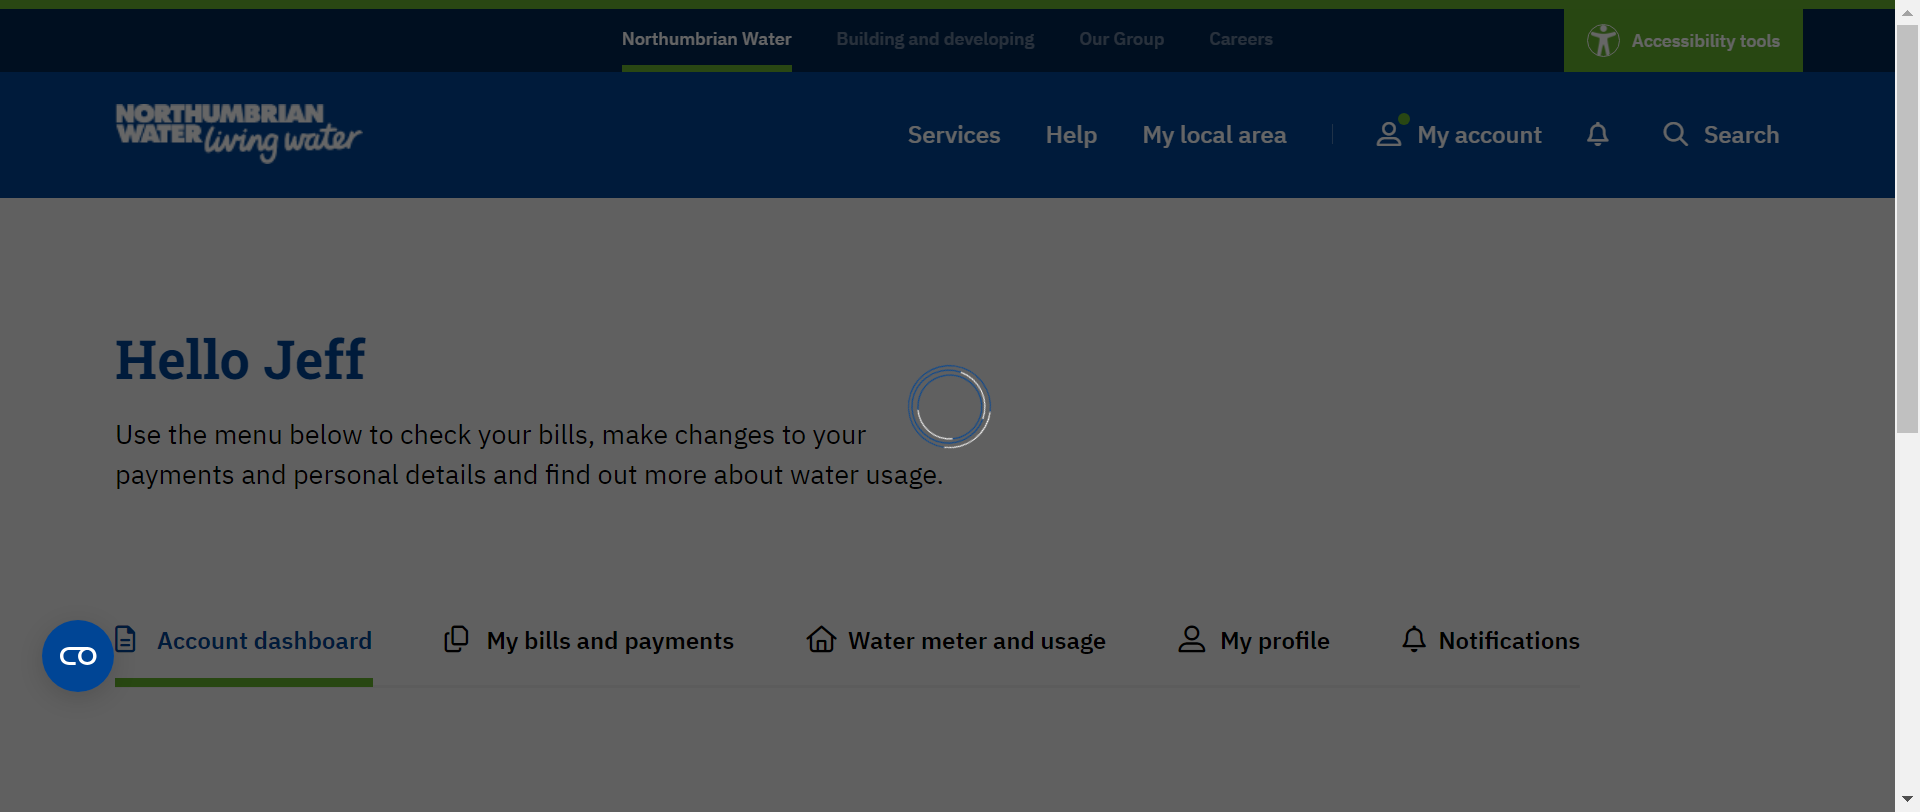 Northumbrian Water Building and developing Our Group Careers Accessibility tools
NORTHUMBRIAN
WATER living water
Services Help My local area My account Search
Hello Jeff
Use the menu below to check your bills, make changes to your
payments and personal details and find out more about water usage.
Account dashboard My bills and payments Water meter and usage My profile Notifications